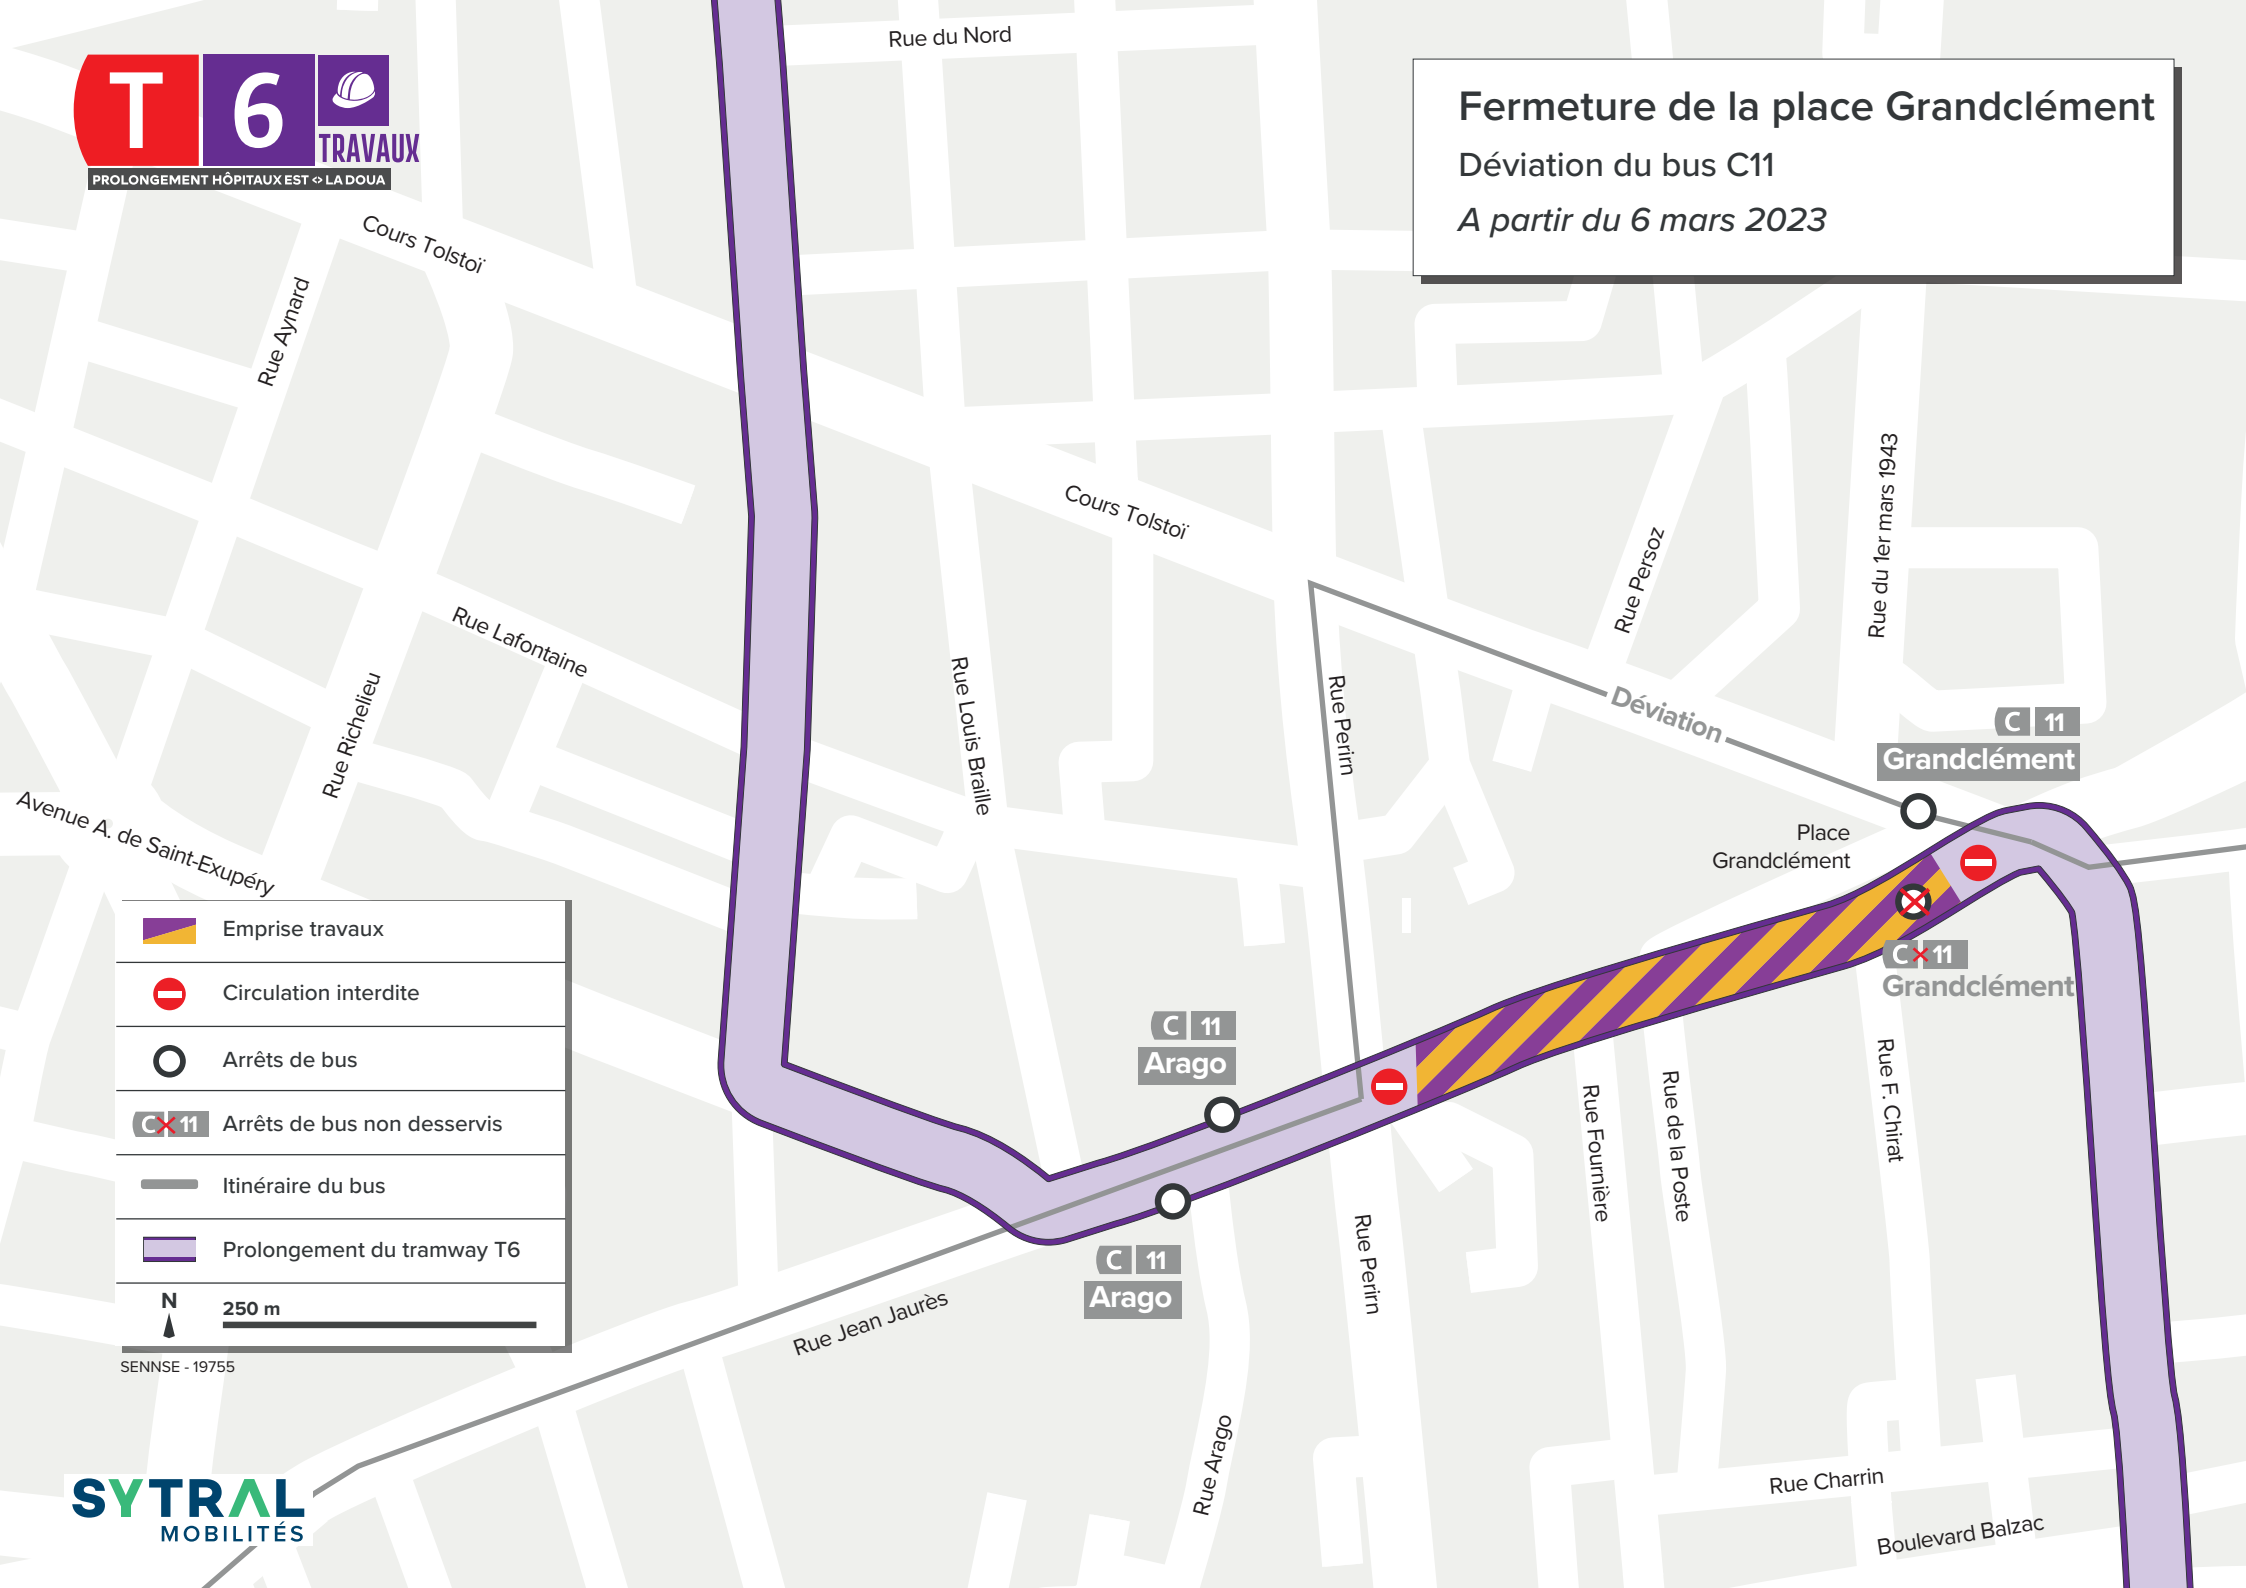 T 6
TRAVAUX
PROLONGEMENT HÔPITAUX EST <> LA DOUA
Fermeture de la place Grandclément
Déviation du bus C11
A partir du 6 mars 2023
Rue du Nord
Cours Tolstoï
Rue Aynard
Cours Tolstoï
Rue du 1er mars 1943
Rue Persoz
Rue Lafontaine
Rue Louis Braille
Rue Perirn
Rue Richelieu
Déviation
C 11
Grandclément
Place
Grandclément
Avenue A. de Saint-Exupéry
C 11
Grandclément
C 11
Arago
C 11
Arago
Rue Fournière
Rue de la Poste
Rue F. Chirat
Rue Perirn
Rue Jean Jaurès
Rue Arago
Rue Charrin
Boulevard Balzac
Emprise travaux
Circulation interdite
Arrêts de bus
C 11 Arrêts de bus non desservis
Itinéraire du bus
Prolongement du tramway T6
N 250 m
SENNSE - 19755
SYTRAL
MOBILITÉS